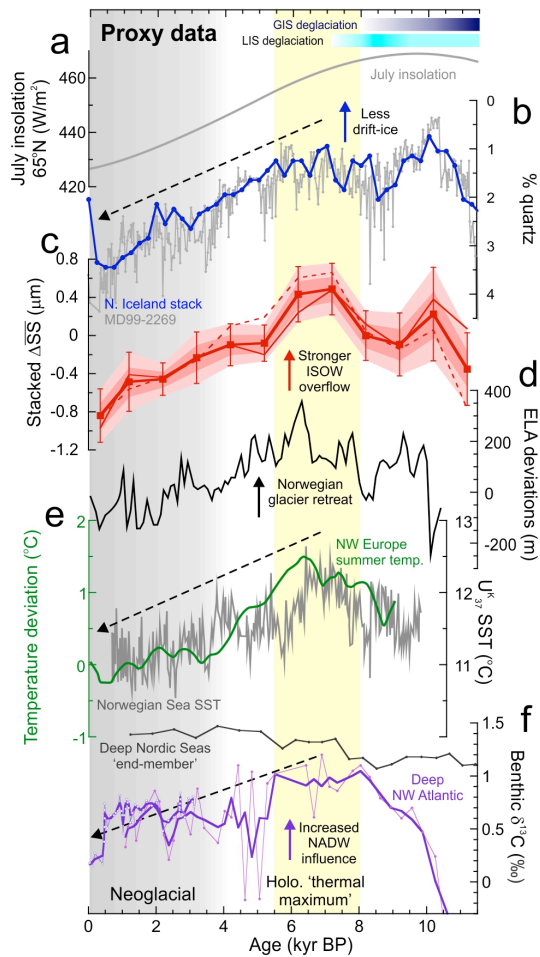 GIS deglaciation
LIS deglaciation
a
Proxy data
July insolation
65°N (W/m²)
460
440
420
July insolation
Less
drift-ice
b
% quartz
0
1
2
3
4
c
Stacked ΔSS (μm)
0.8
0.4
0
-0.4
-0.8
-1.2
N. Iceland stack
MD99-2269
Stronger
ISOW
overflow
d
ELA deviations (m)
400
200
0
-200
Norwegian
glacier retreat
e
Temperature deviation (°C)
2
1
0
-1
NW Europe
summer temp.
13
12
11
U K 37 SST (°C)
Norwegian Sea SST
f
1.5
1
0.5
0
Benthic δ¹³C (‰)
Deep Nordic Seas
'end-member'
Deep
NW Atlantic
Increased
NADW
influence
Neoglacial
Holo. 'thermal
maximum'
0 2 4 6 8 10
Age (kyr BP)